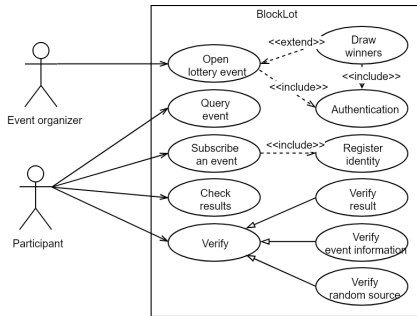 BlockLot
Open
lottery event
<<extend>>
Draw
winners
<<include>>
<<include>>
Authentication
Event organizer
Query
event
Subscribe
an event
<<include>>
Register
identity
Check
results
Verify
result
Participant
Verify
Verify
event information
Verify
random source